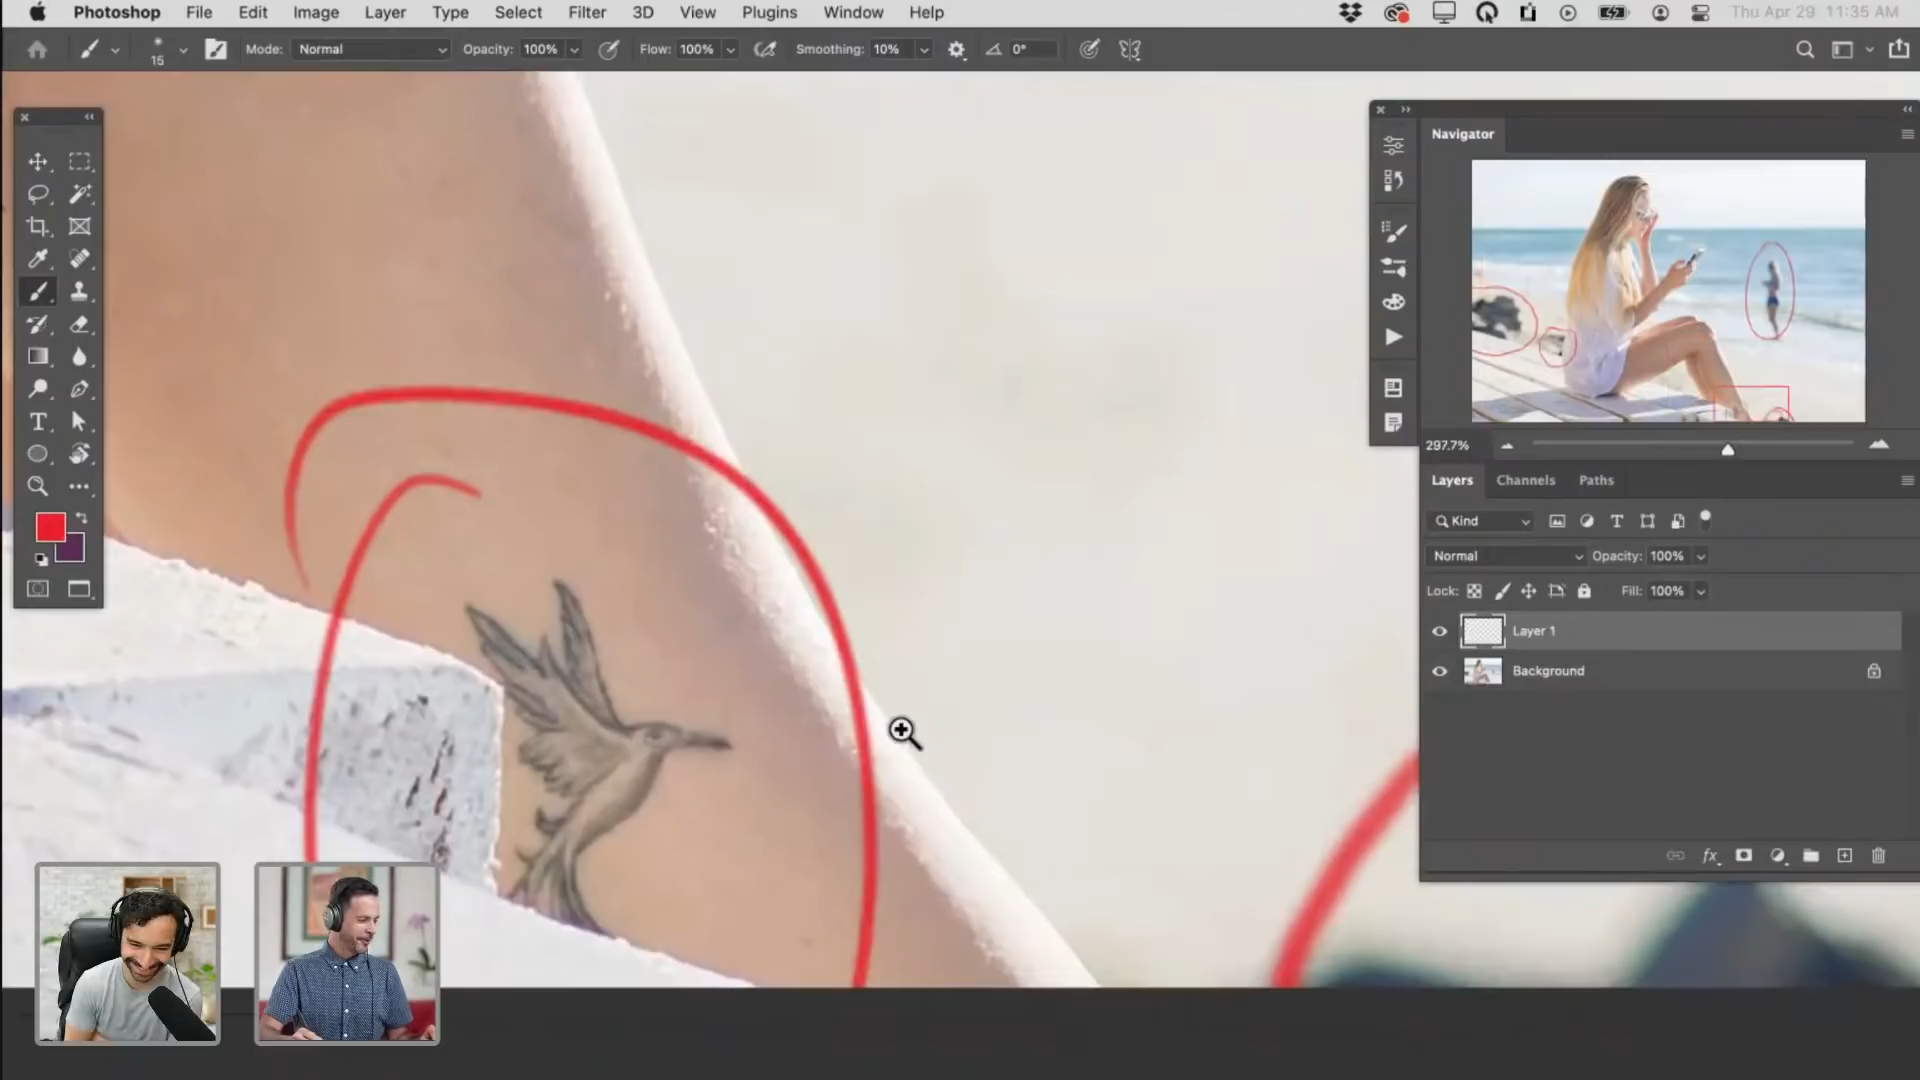 Photoshop File Edit Image Layer Type Select Filter 3D View Plugins Window Help Thu Apr 29 11:35 AM
15 Mode: Normal Opacity: 100% Flow: 100% Smoothing: 10% 0°
Navigator
297.7%
Layers Channels Paths
Kind
Normal Opacity: 100%
Lock: Fill: 100%
Layer 1
Background